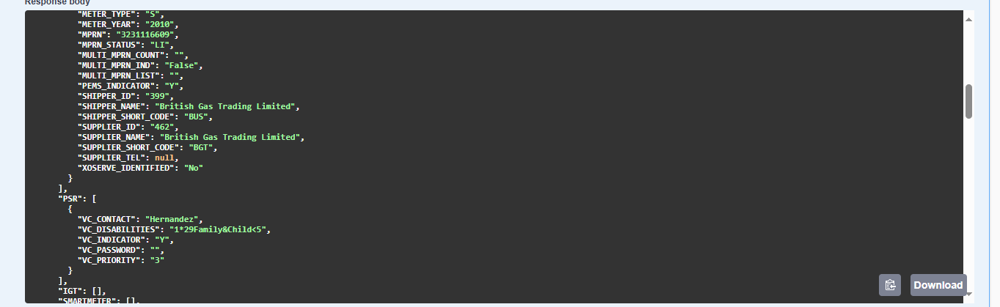 Response body
"METER_TYPE": "S",
"METER_YEAR": "2010",
"MPRN": "3231116609",
"MPRN_STATUS": "LI",
"MULTI_MPRN_COUNT": "",
"MULTI_MPRN_IND": "False",
"MULTI_MPRN_LIST": "",
"PEMS_INDICATOR": "Y",
"SHIPPER_ID": "399",
"SHIPPER_NAME": "British Gas Trading Limited",
"SHIPPER_SHORT_CODE": "BUS",
"SUPPLIER_ID": "462",
"SUPPLIER_NAME": "British Gas Trading Limited",
"SUPPLIER_SHORT_CODE": "BGT",
"SUPPLIER_TEL": null,
"XOSERVE_IDENTIFIED": "No"
}
],
"PSR": [
{
"VC_CONTACT": "Hernandez",
"VC_DISABILITIES": "1*29Family&Child<5",
"VC_INDICATOR": "Y",
"VC_PASSWORD": "",
"VC_PRIORITY": "3"
}
],
"IGT": [],
"SMARTMETER": [],
Download